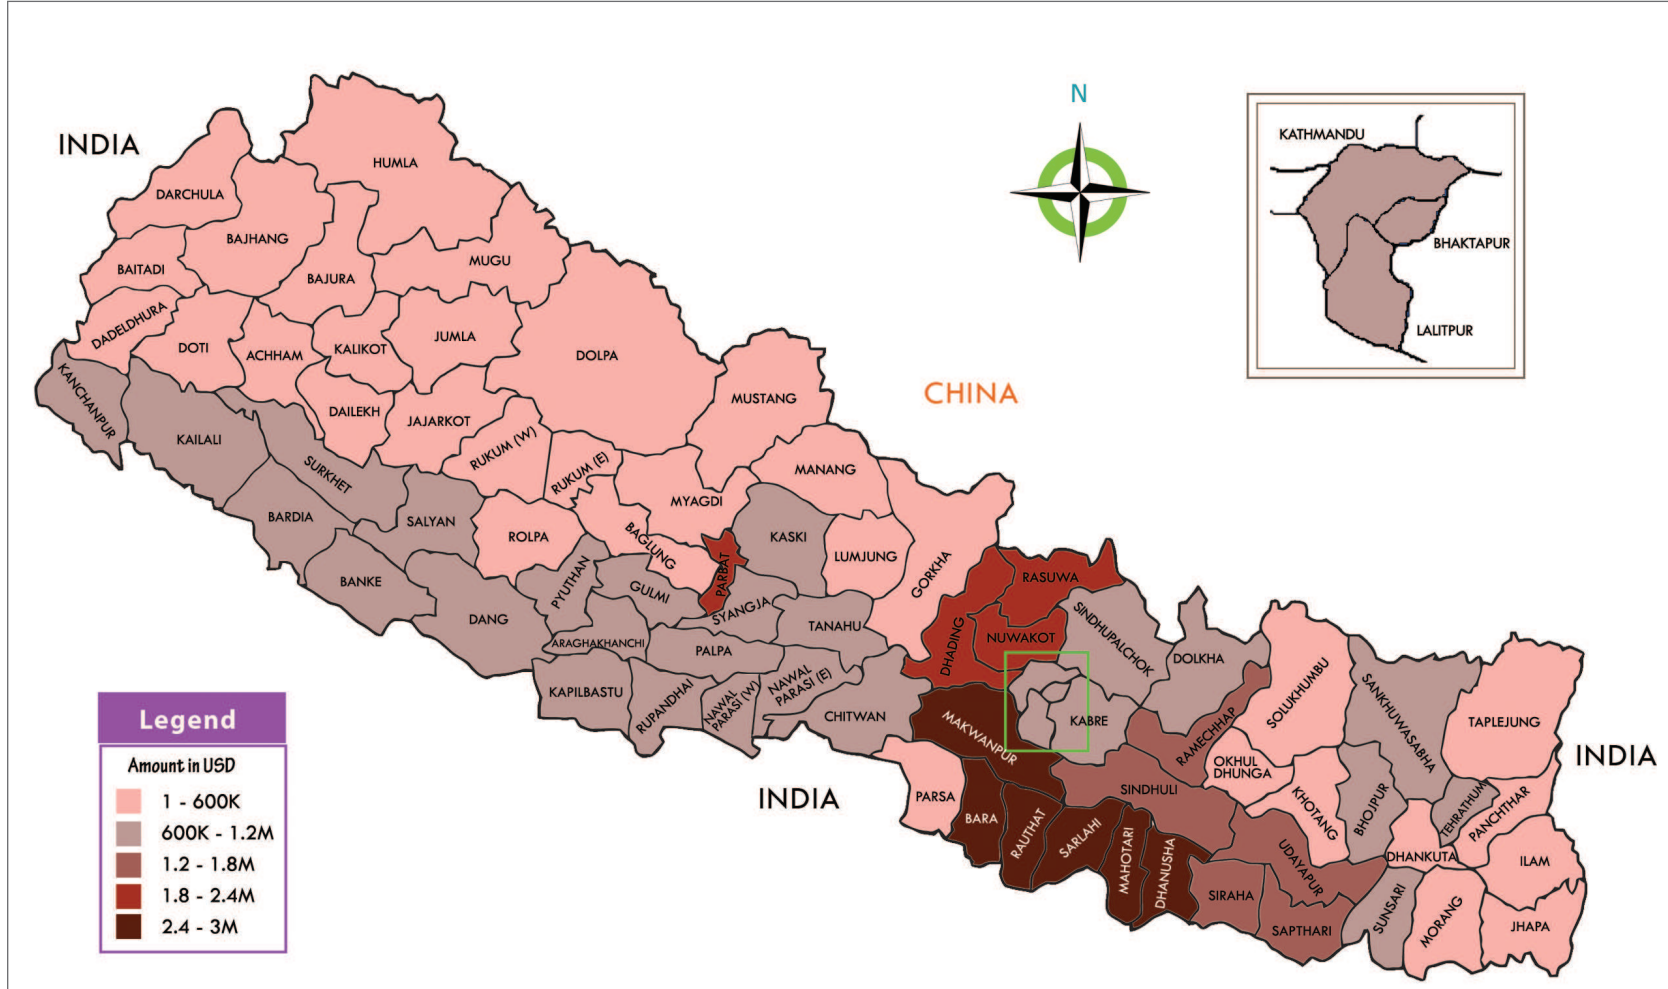 N
INDIA
HUMLA
DARCHULA
BAJHANG
BAITADI
BAJURA
MUGU
DADELDHURA
DOTI
ACHHAM
KALIKOT
JUMLA
DOLPA
KANCHANPUR
KAILALI
DAILEKH
JAJARKOT
RUKUM (W)
RUKUM (E)
MUSTANG
CHINA
MANANG
MYAGDI
SURKHET
BARDIA
SALYAN
ROLPA
BAGLUNG
PARBAT
KASKI
LUMJUNG
GORKHA
BANKE
DANG
PYUTHAN
GULMI
SYANGJA
TANAHU
ARAGHAKHANCHI
PALPA
KAPILBASTU
RUPANDHAI
NAWAL
PARASI (W)
NAWAL
PARASI (E)
CHITWAN
RASUWA
NUWAKOT
DHADING
SINDHUPALCHOK
DOLKHA
KABRE
MAKWANPUR
RAMECHHAP
SOLUKHUMBU
OKHUL
DHUNGA
SANKHUWASABHA
TAPLEJUNG
INDIA
INDIA
PARSA
BARA
RAUTHAT
SARLAHI
MAHOTARI
DHANUSHA
SINDHULI
SIRAHA
UDAYAPUR
SAPTHARI
KHOTANG
BHOJPUR
TEHRATHUM
PANCHTHAR
DHANKUTA
ILAM
SUNSARI
MORANG
JHAPA
KATHMANDU
BHAKTAPUR
LALITPUR
Legend
Amount in USD
1 - 600K
600K - 1.2M
1.2 - 1.8M
1.8 - 2.4M
2.4 - 3M